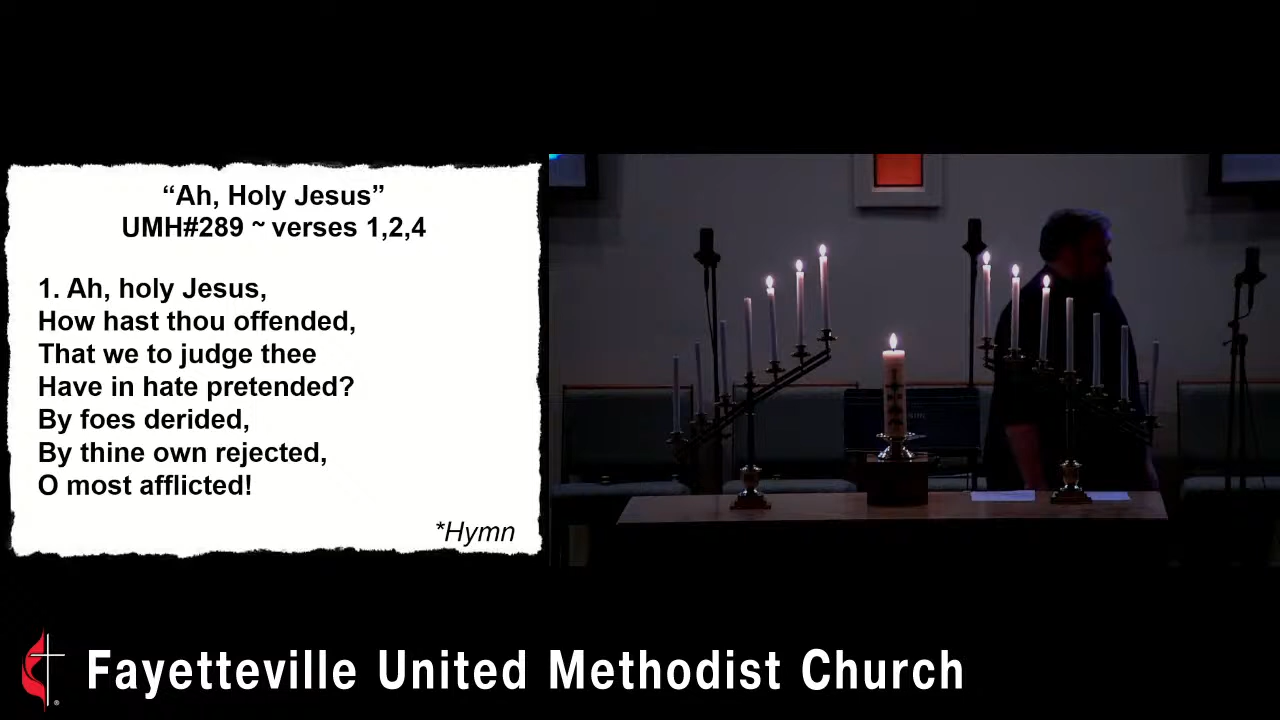 “Ah, Holy Jesus”
UMH#289 ~ verses 1,2,4
1. Ah, holy Jesus,
How hast thou offended,
That we to judge thee
Have in hate pretended?
By foes derided,
By thine own rejected,
O most afflicted!
*Hymn
Fayetteville United Methodist Church